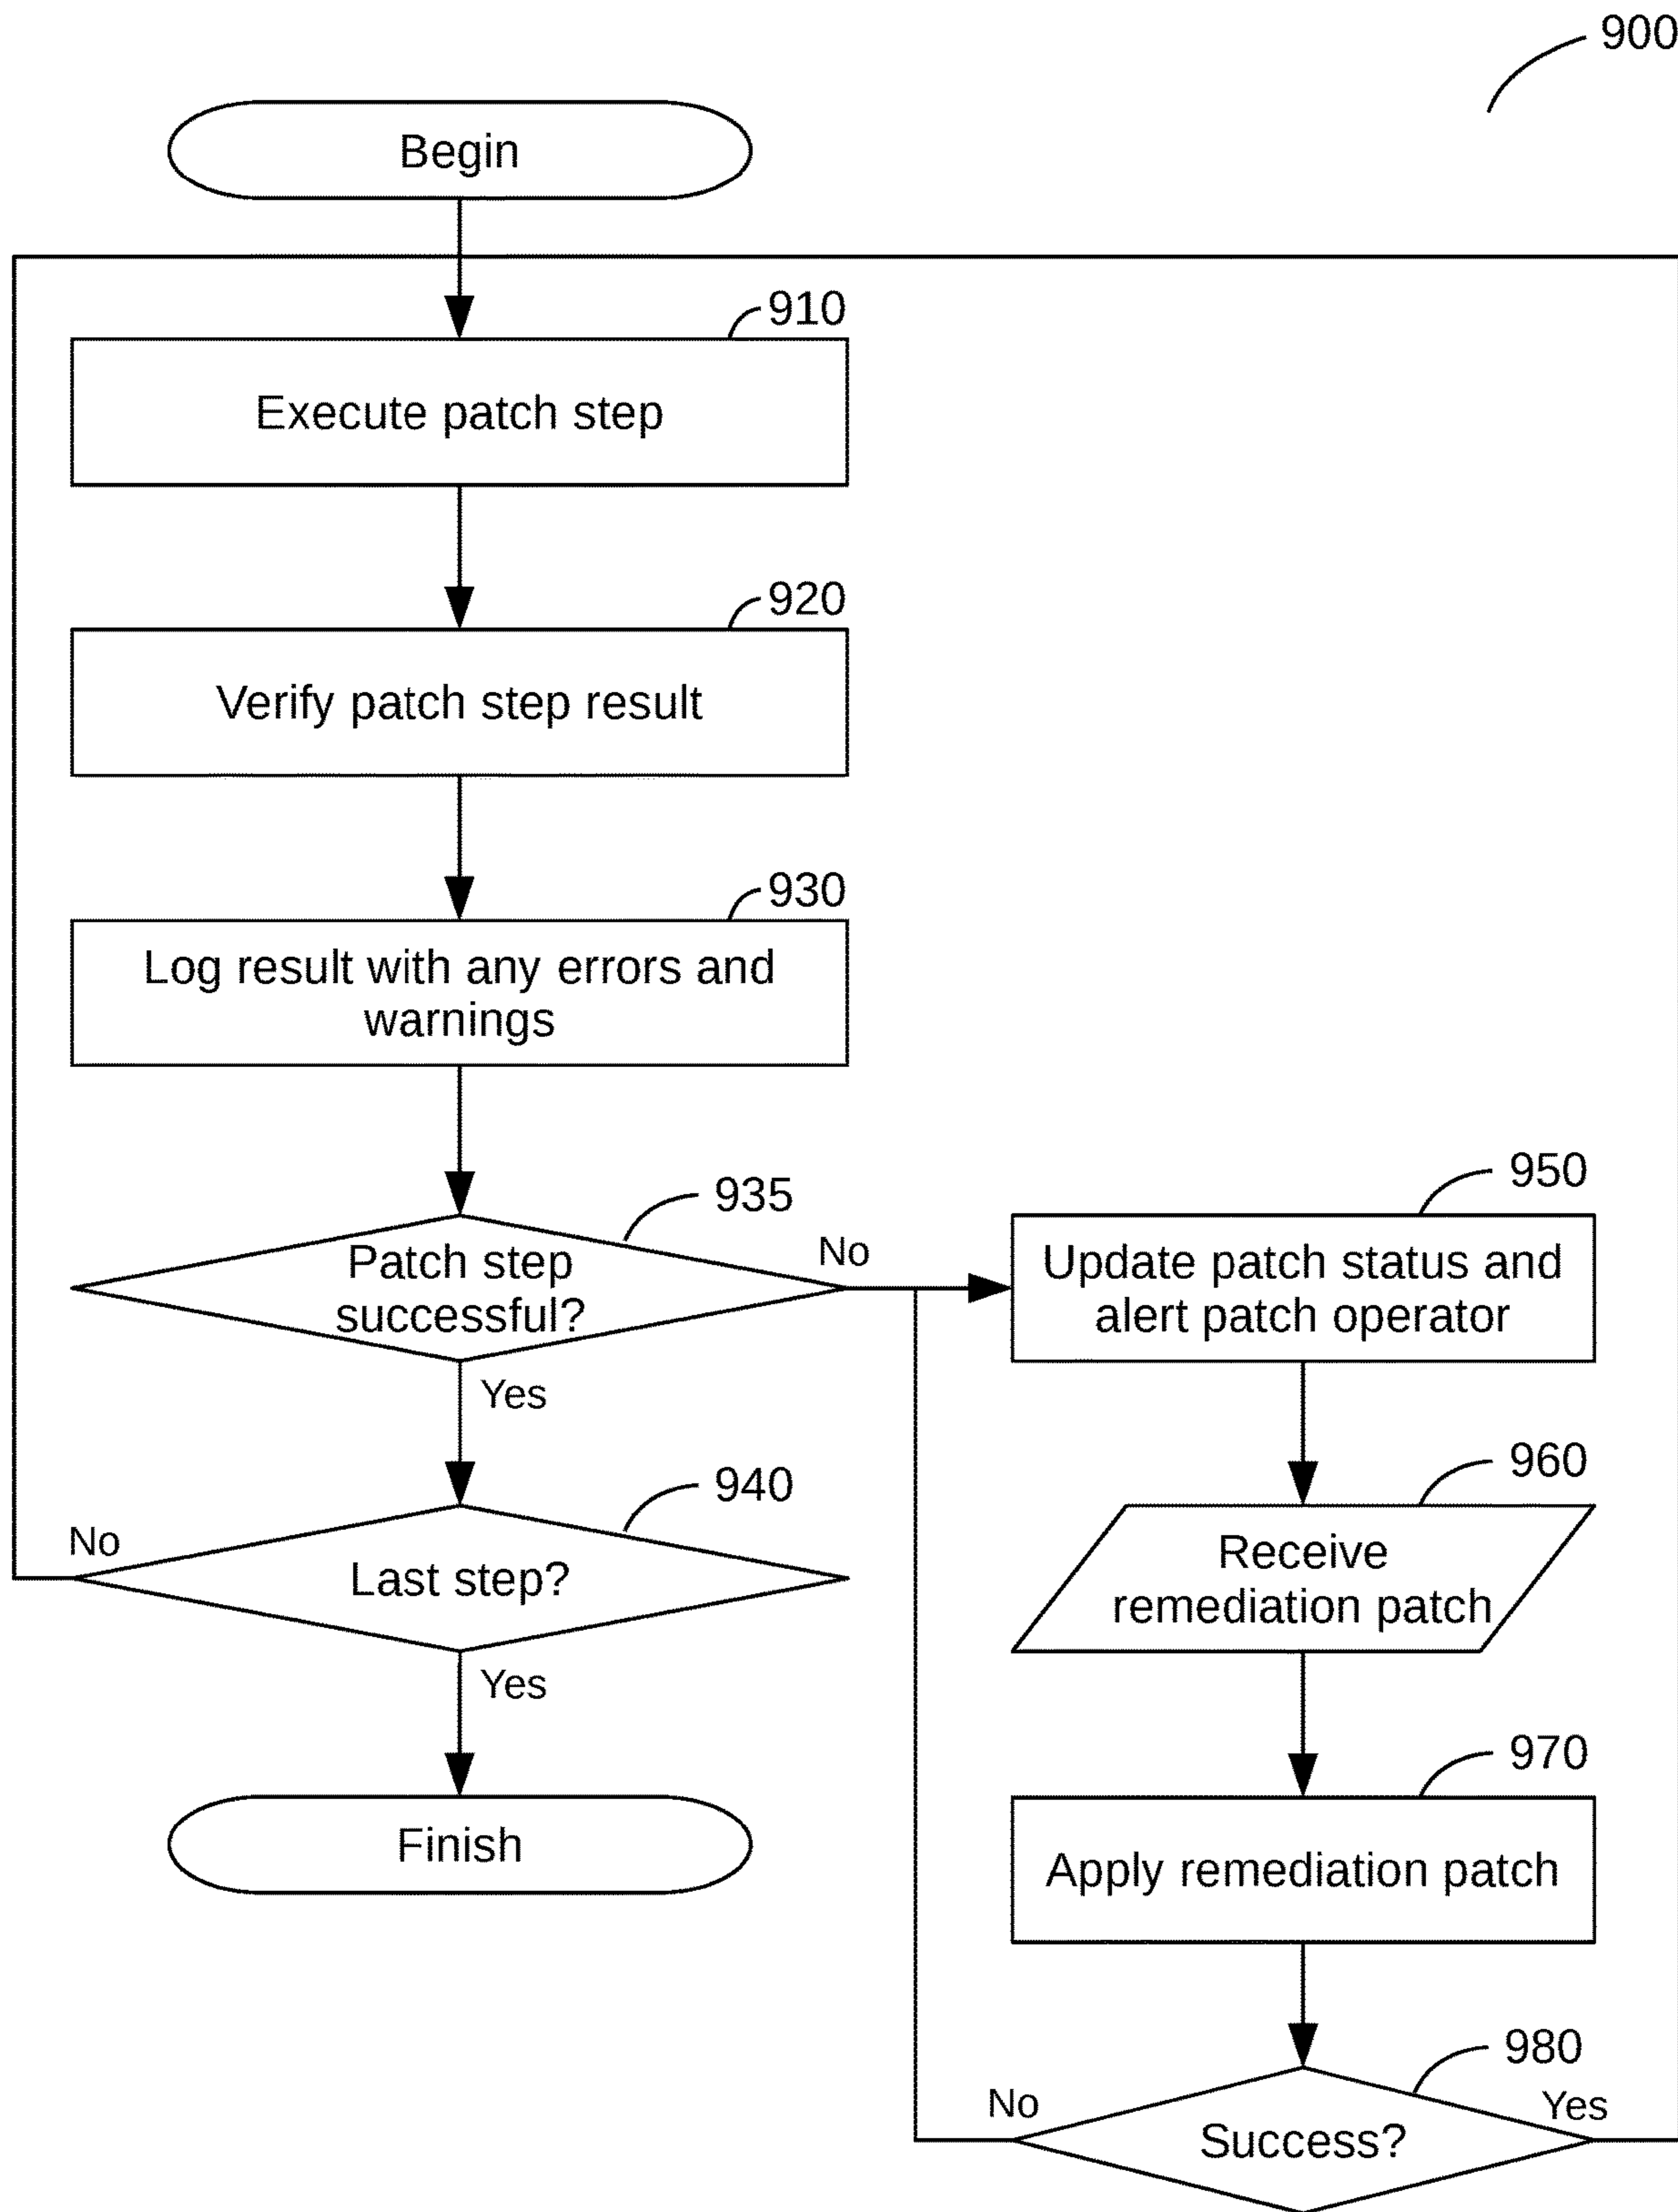 900
Begin
910
Execute patch step
920
Verify patch step result
930
Log result with any errors and
warnings
935
Patch step
successful?
No
Yes
950
Update patch status and
alert patch operator
940
No
Last step?
Yes
960
Receive
remediation patch
Finish
970
Apply remediation patch
980
No
Yes
Success?